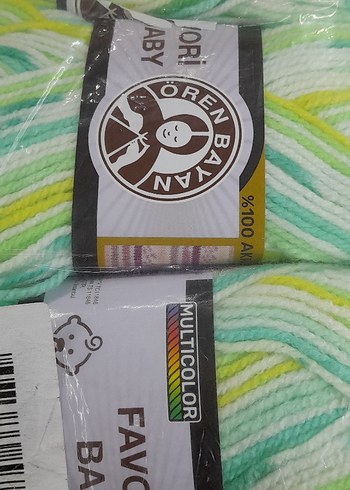 ORİ
ABY
ÖREN BAYAN
%100 AK
MULTICOLOR
FAVO
BA